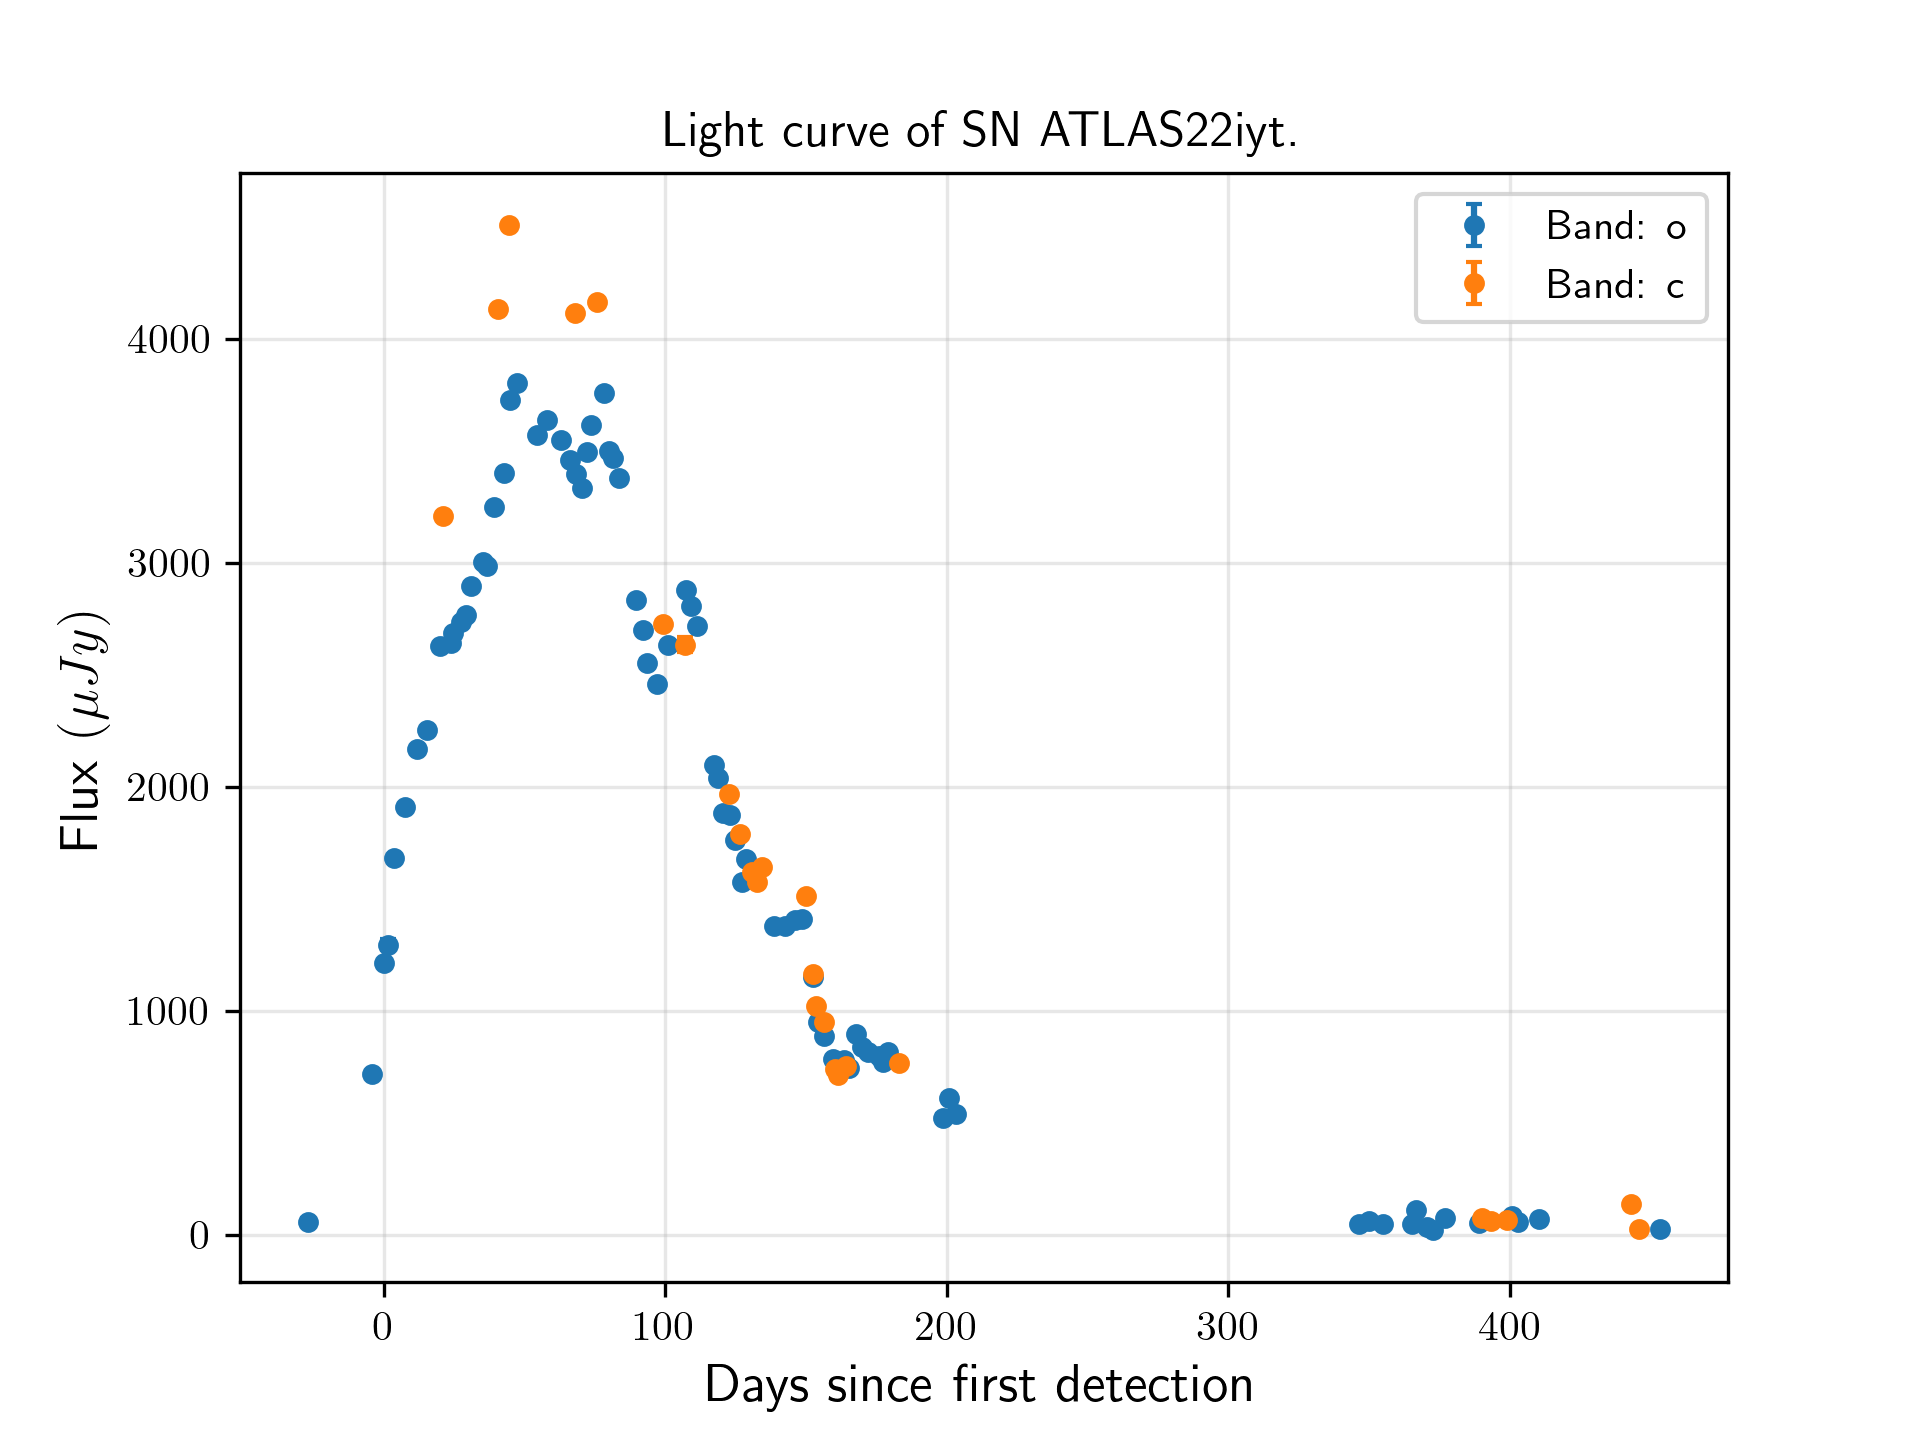 Light curve of SN ATLAS22iyt.
Band: o
Band: c
Flux (μJy)
4000
3000
2000
1000
0
0 100 200 300 400
Days since first detection